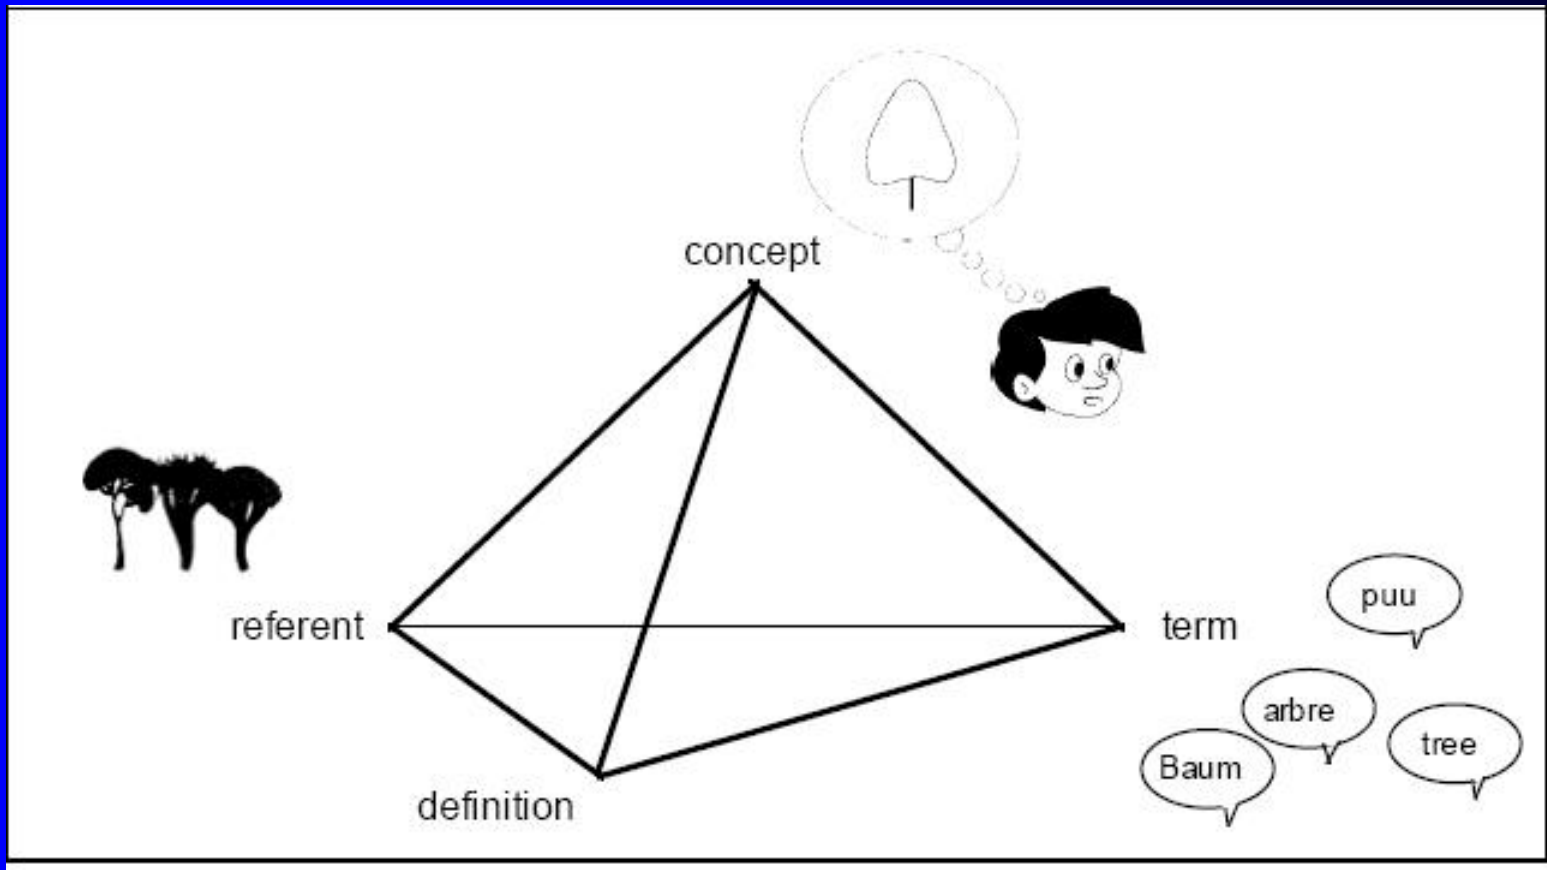 concept
referent
term
puu
arbre
tree
Baum
definition